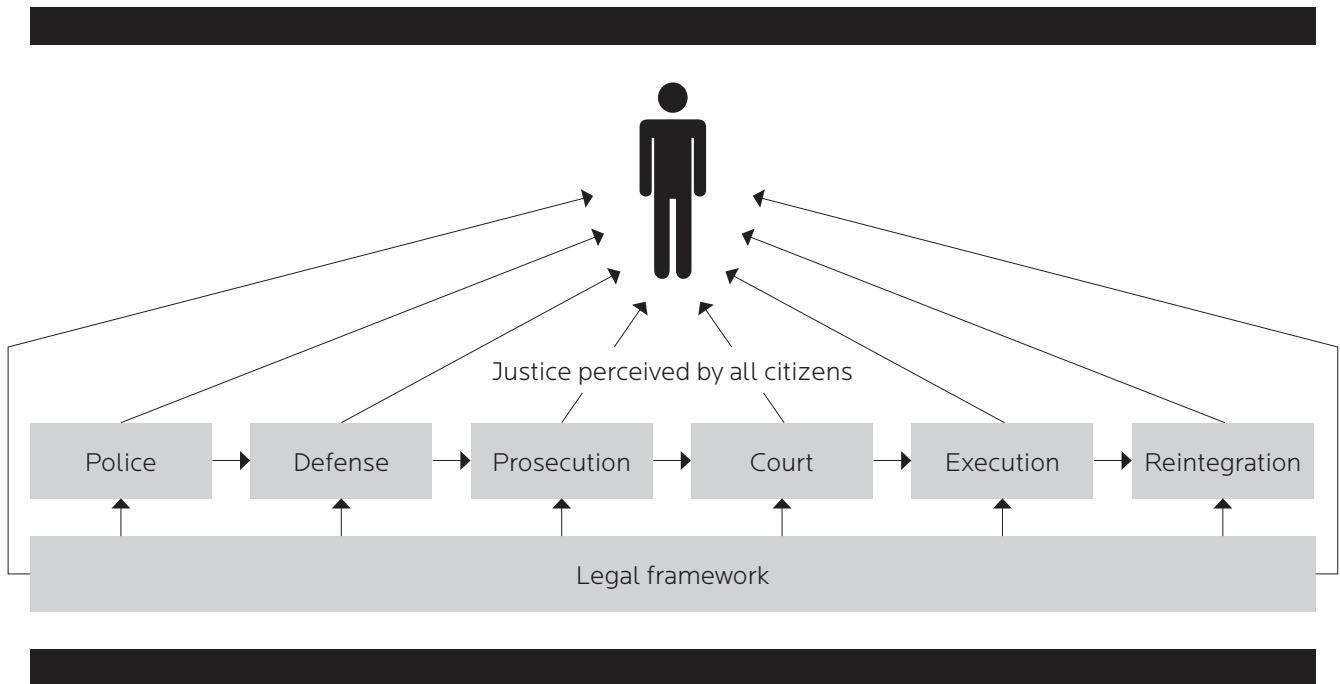 Justice perceived by all citizens
Police
Defense
Prosecution
Court
Execution
Reintegration
Legal framework